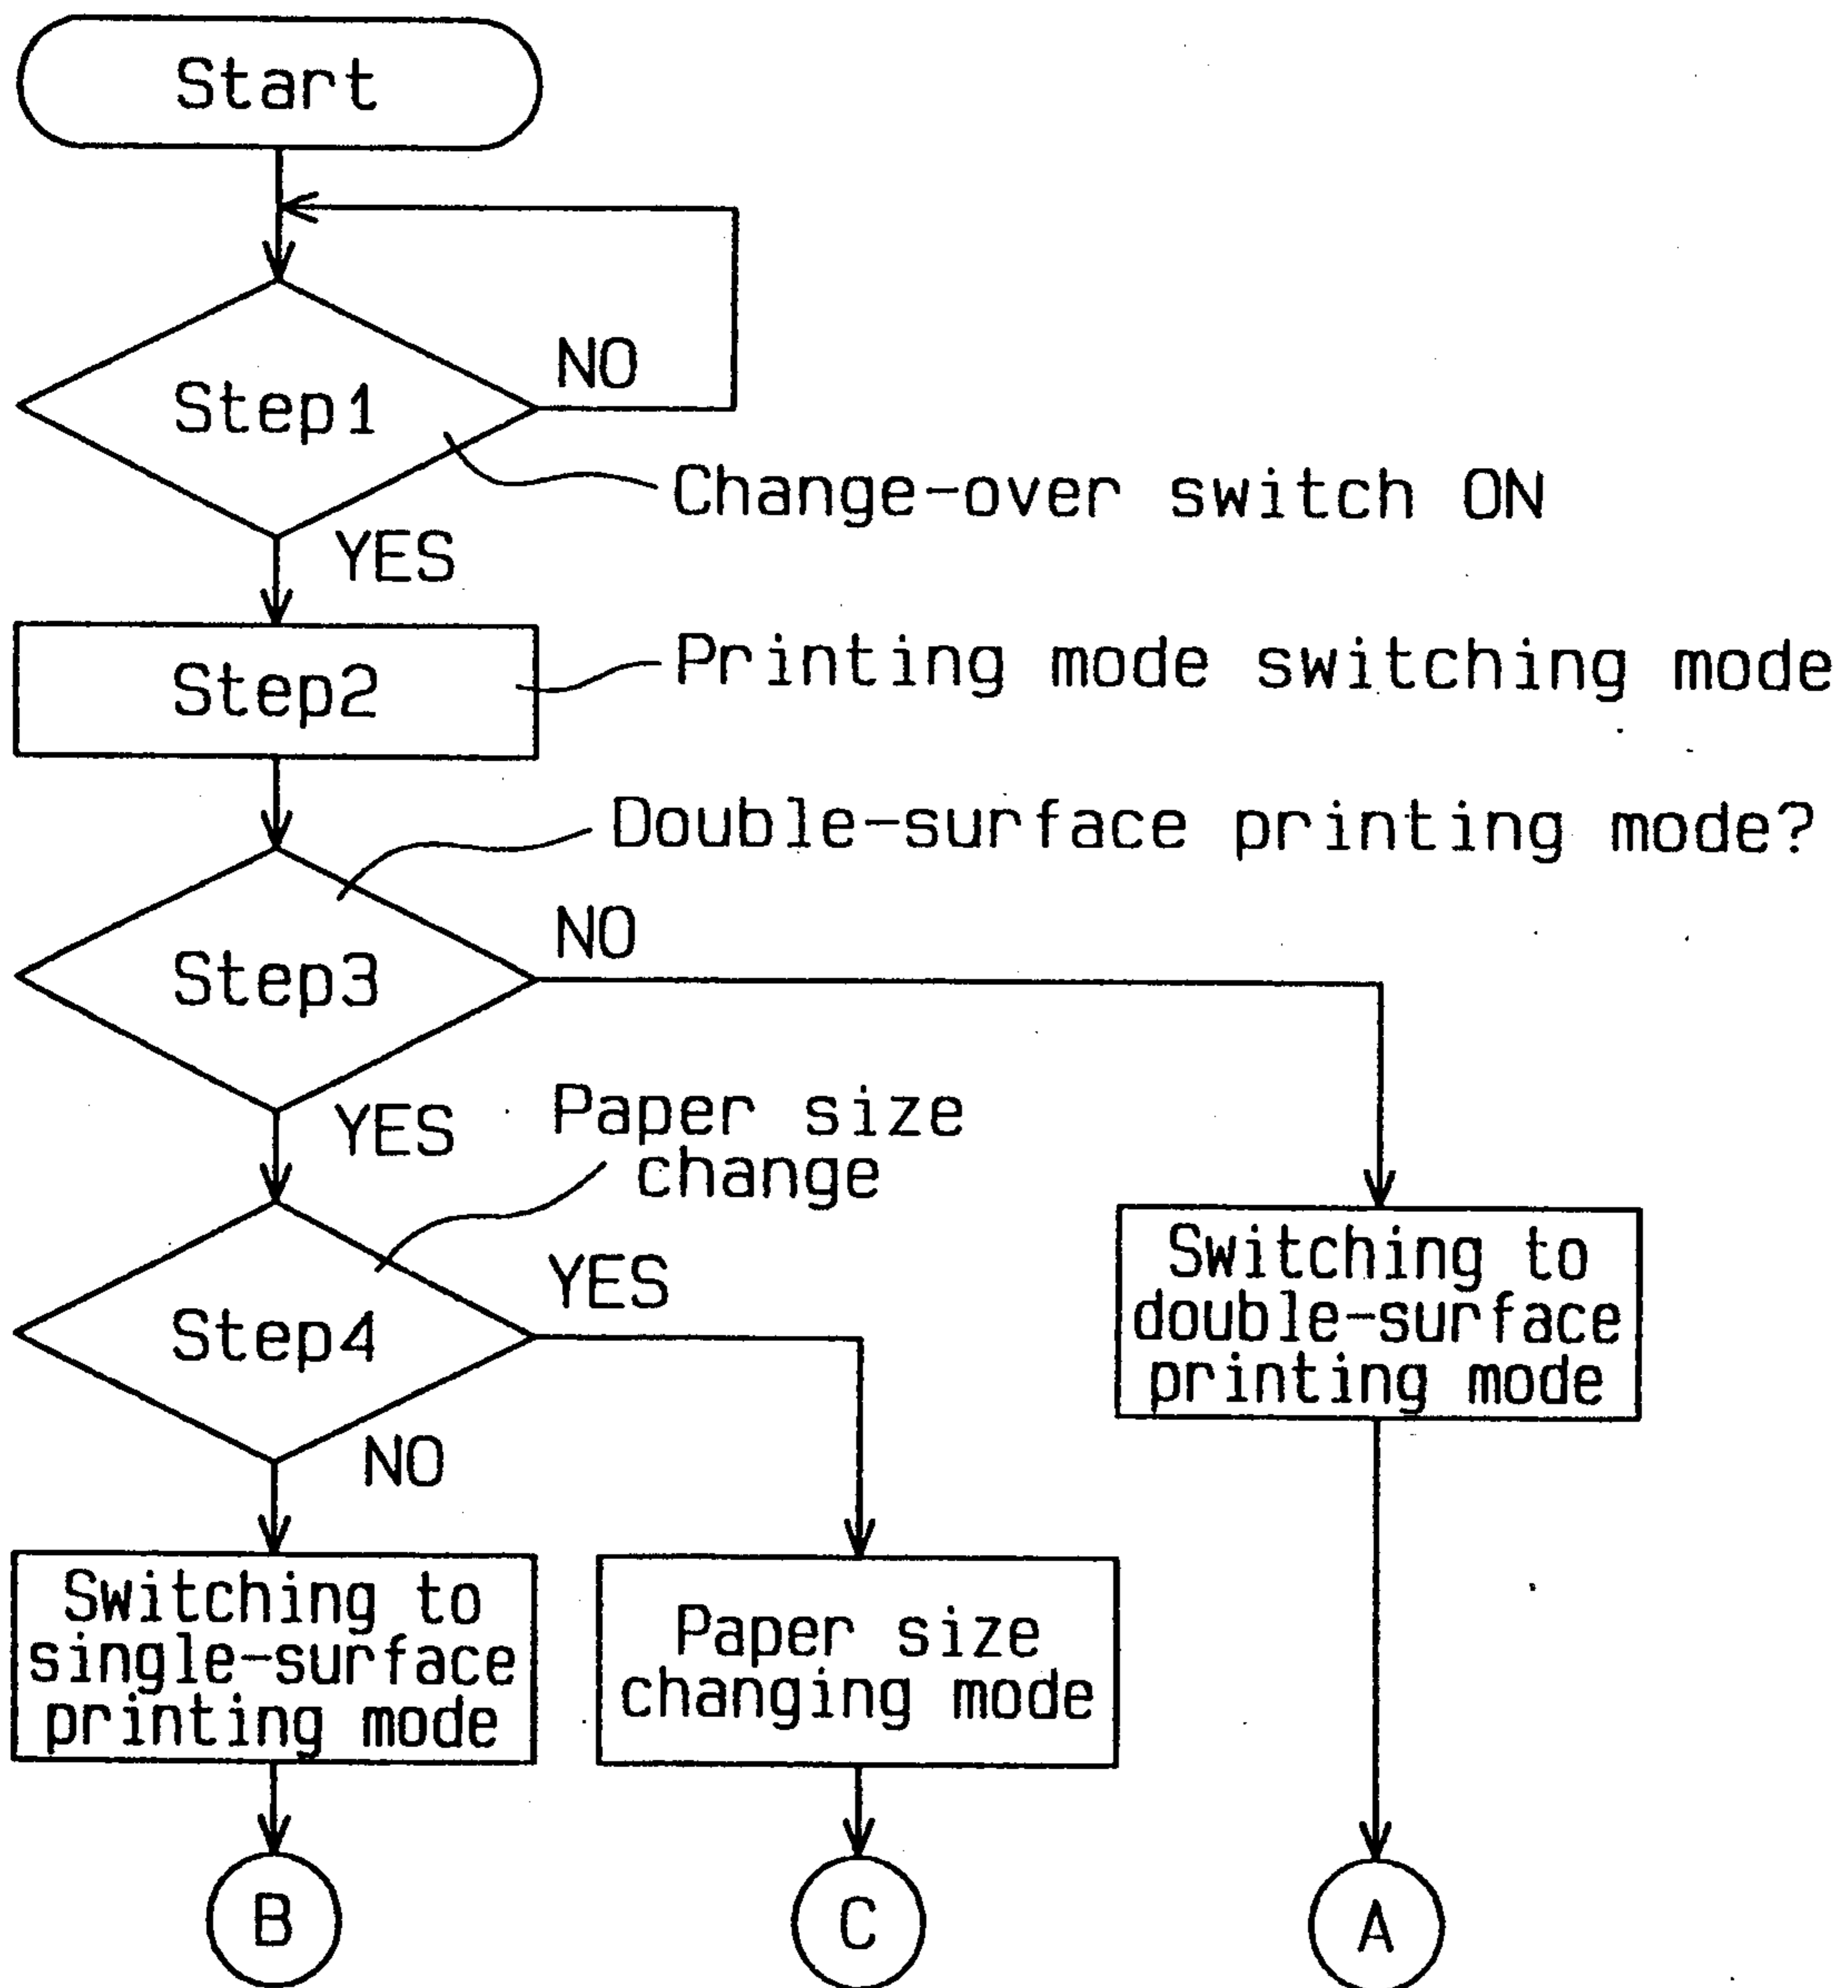 Start
NO
Step1
Change-over switch ON
YES
Step2
Printing mode switching mode
Double-surface printing mode?
NO
Step3
YES
Paper size
change
YES
Step4
NO
Switching to
double-surface
printing mode
Switching to
single-surface
printing mode
Paper size
changing mode
B
C
A